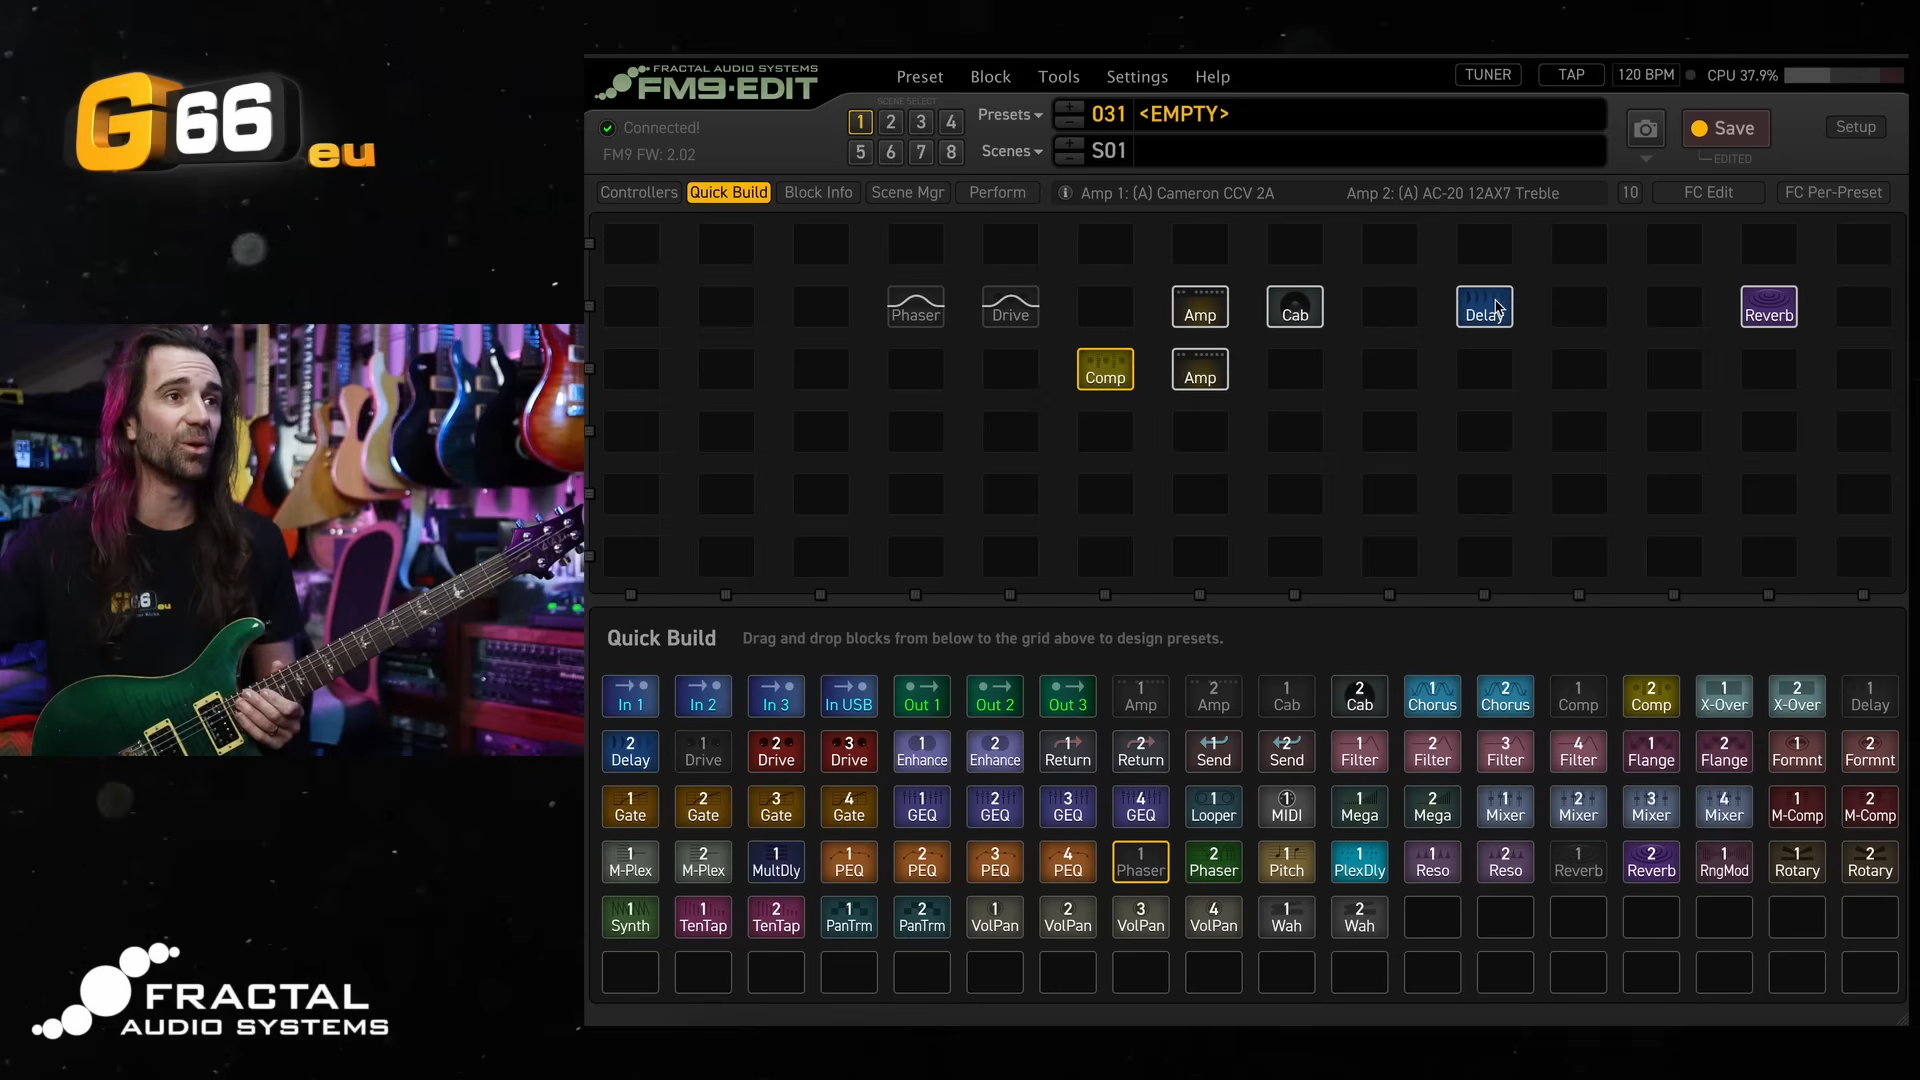 G66
eu
FRACTAL AUDIO SYSTEMS
FM9-EDIT
Preset Block Tools Settings Help
TUNER TAP 120 BPM CPU 37.9%
SCENE SELECT
1 2 3 4
Presets
031 <EMPTY>
Connected!
Save
Setup
5 6 7 8
Scenes
S01
FM9 FW: 2.02
EDITED
Controllers Quick Build Block Info Scene Mgr Perform
Amp 1: (A) Cameron CCV 2A Amp 2: (A) AC-20 12AX7 Treble 10 FC Edit FC Per-Preset
Phaser Drive Amp Cab Delay Reverb
Comp Amp
Quick Build Drag and drop blocks from below to the grid above to design presets.
1 2 1 2 1 2 1 2 1 2 1
In 1 In 2 In 3 In USB Out 1 Out 2 Out 3 Amp Amp Cab Cab Chorus Chorus Comp Comp X-Over X-Over Delay
2 1 2 3 1 2 1 2 1 2 1 2 3 4 1 2 1 2
Delay Drive Drive Drive Enhance Enhance Return Return Send Send Filter Filter Filter Filter Flange Flange Formnt Formnt
1 2 3 4 1 2 3 4 1 1 1 2 1 2 3 4 1 2
Gate Gate Gate Gate GEQ GEQ GEQ GEQ Looper MIDI Mega Mega Mixer Mixer Mixer Mixer M-Comp M-Comp
1 2 1 1 2 3 4 1 2 1 1 1 2 1 2 1 1 2
M-Plex M-Plex MultDly PEQ PEQ PEQ PEQ Phaser Phaser Pitch PlexDly Reso Reso Reverb Reverb RngMod Rotary Rotary
1 1 2 1 2 1 2 3 4 1 2
Synth TenTap TenTap PanTrm PanTrm VolPan VolPan VolPan VolPan Wah Wah
FRACTAL
AUDIO SYSTEMS